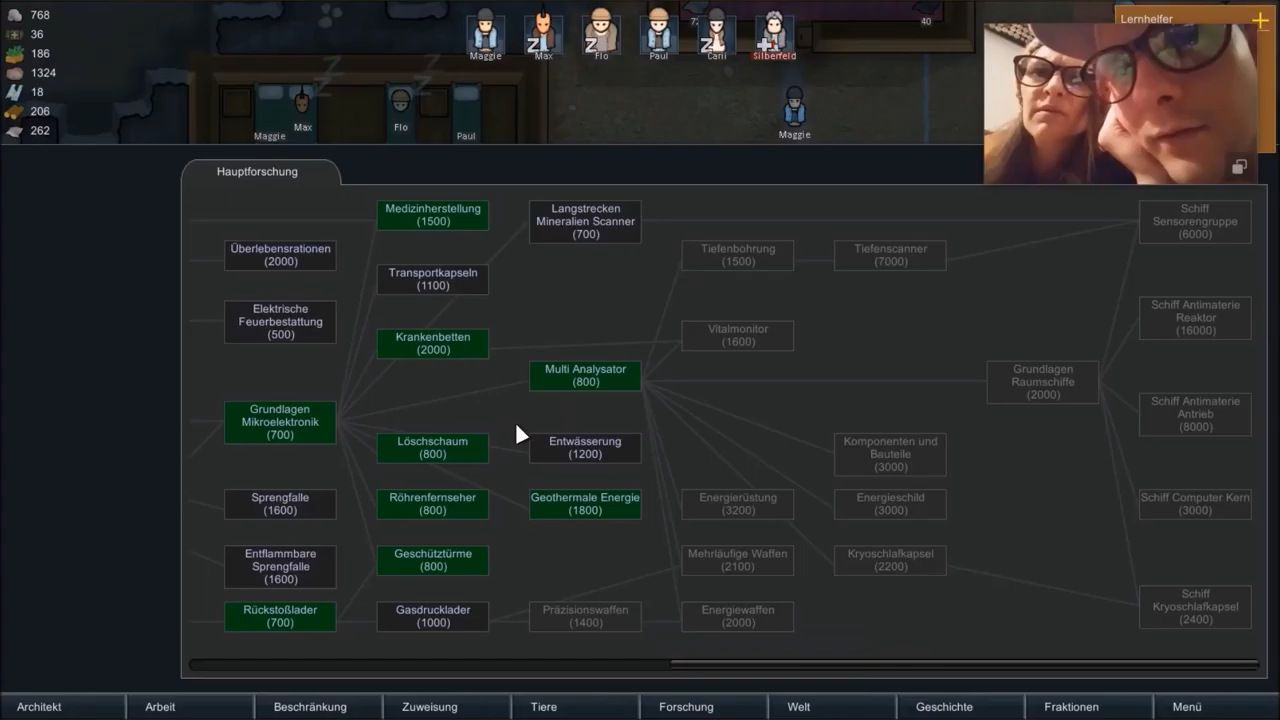 768
36
186
1324
18
206
262
Maggie
Max
Flo
Paul
Cani
Silberfeld
40
Lernhelfer
Maggie
Max
Flo
Paul
Maggie
Hauptforschung
Medizinherstellung
(1500)
Langstrecken
Mineralien Scanner
(700)
Schiff
Sensorengruppe
(6000)
Überlebensrationen
(2000)
Tiefenbohrung
(1500)
Tiefenscanner
(7000)
Transportkapseln
(1100)
Elektrische
Feuerbestattung
(500)
Schiff Antimaterie
Reaktor
(16000)
Krankenbetten
(2000)
Vitalmonitor
(1600)
Multi Analysator
(800)
Grundlagen
Raumschiffe
(2000)
Grundlagen
Mikroelektronik
(700)
Schiff Antimaterie
Antrieb
(8000)
Löschschaum
(800)
Entwässerung
(1200)
Komponenten und
Bauteile
(3000)
Sprengfalle
(1600)
Röhrenfernseher
(800)
Geothermale Energie
(1800)
Energierüstung
(3200)
Energieschild
(3000)
Schiff Computer Kern
(3000)
Entflammbare
Sprengfalle
(1600)
Geschütztürme
(800)
Mehrläufige Waffen
(2100)
Kryoschlafkapsel
(2200)
Schiff
Kryoschlafkapsel
(2400)
Rückstoßlader
(700)
Gasdrucklader
(1000)
Präzisionswaffen
(1400)
Energiewaffen
(2000)
Architekt
Arbeit
Beschränkung
Zuweisung
Tiere
Forschung
Welt
Geschichte
Fraktionen
Menü